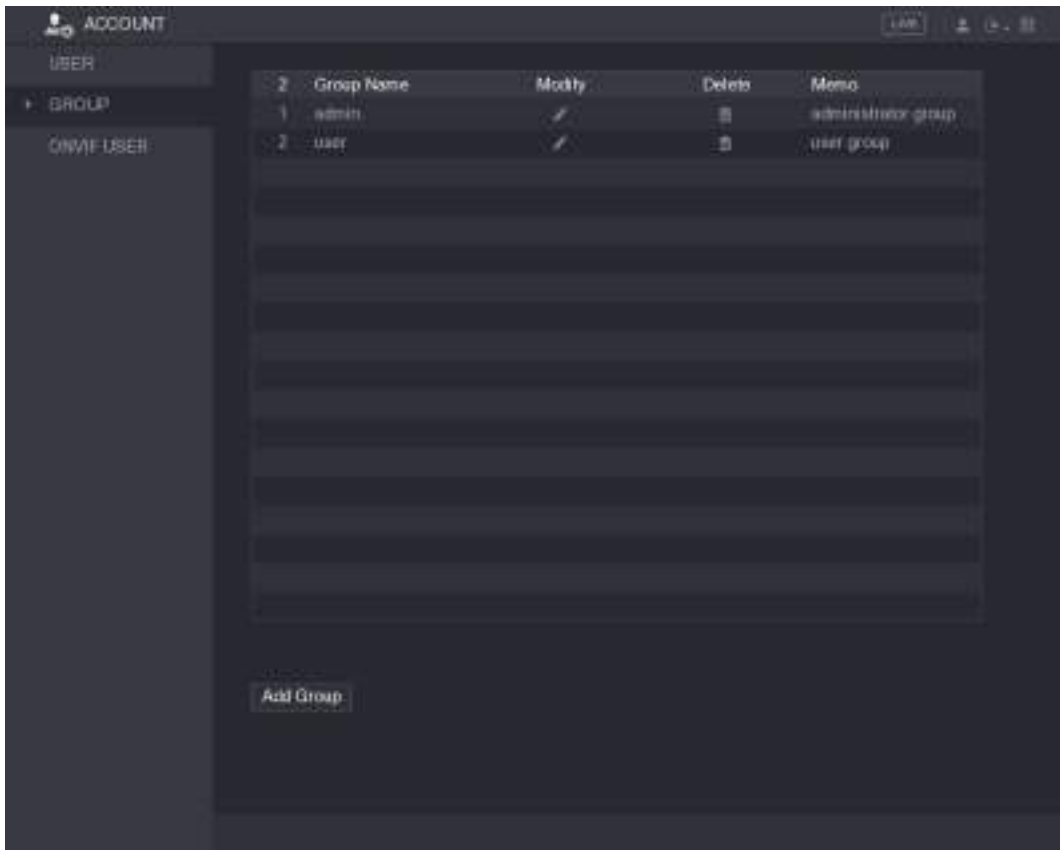 ACCOUNT
LIVE
USER
GROUP
ONVIF USER
2 Group Name Modify Delete Memo
1 admin administrator group
2 user user group
Add Group